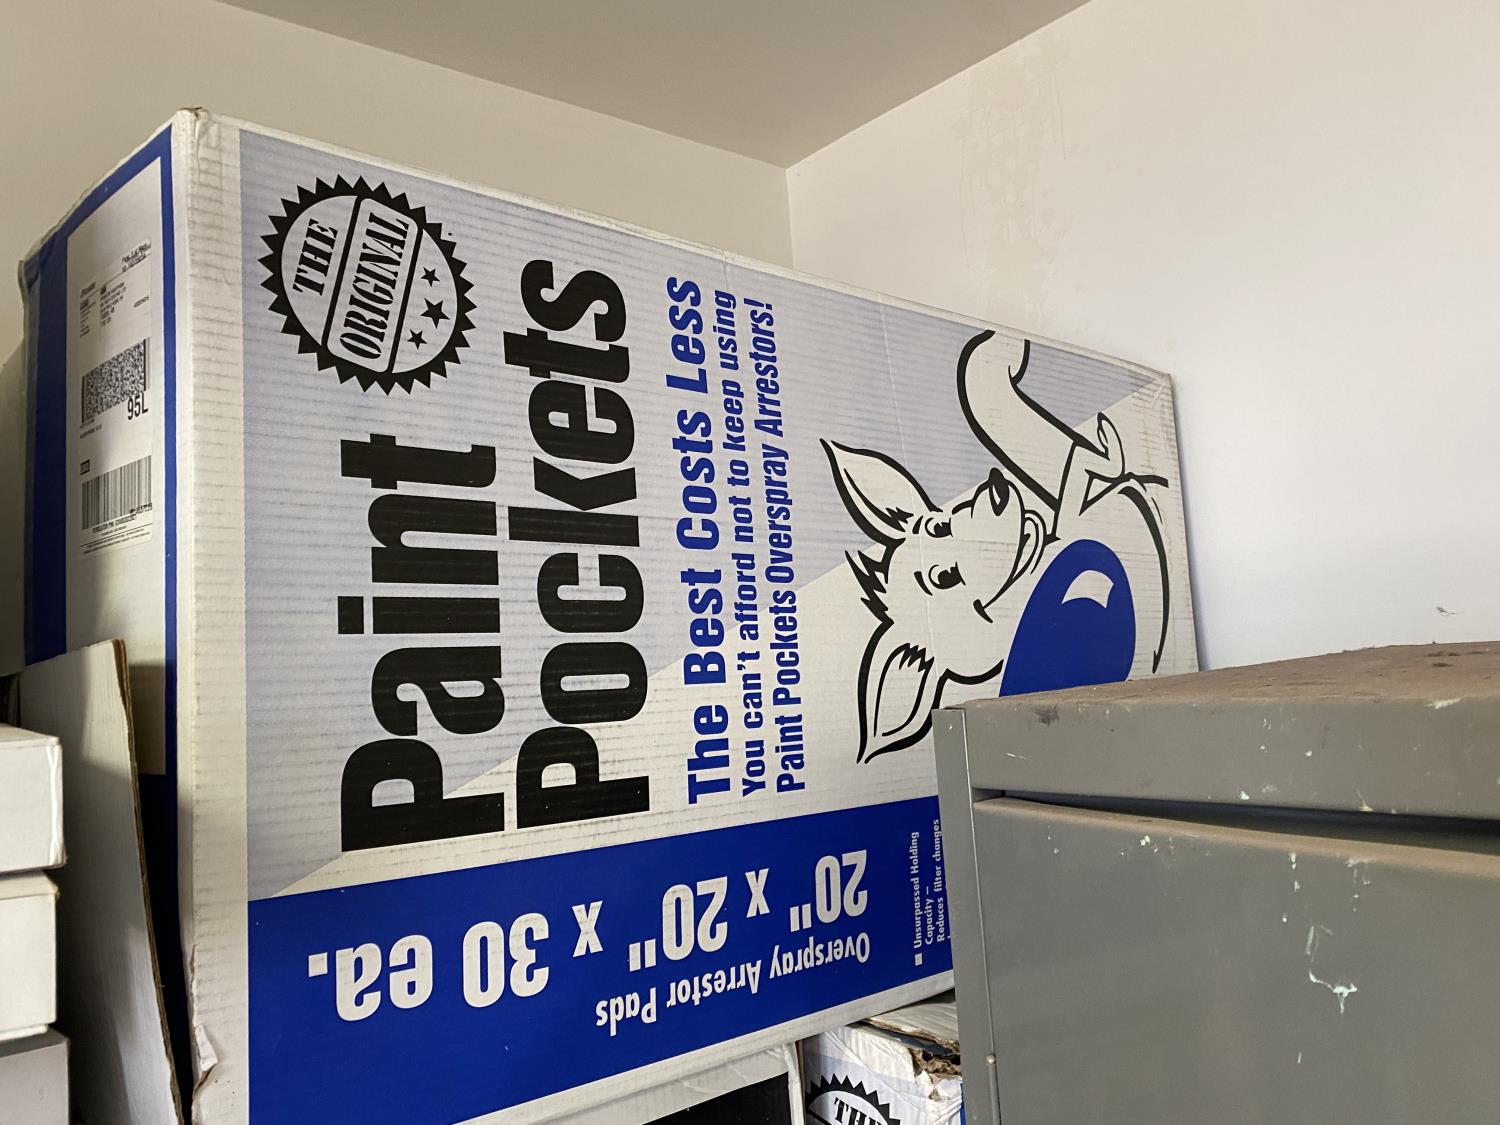 THE
ORIGINAL
Paint
Pockets
The Best Costs Less
You can't afford not to keep using
Paint Pockets Overspray Arrestors!
20" x 20" x 30 ea.
Overspray Arrestor Pads
■ Unsurpassed Holding
Capacity –
Reduces filter changes
95L
THE